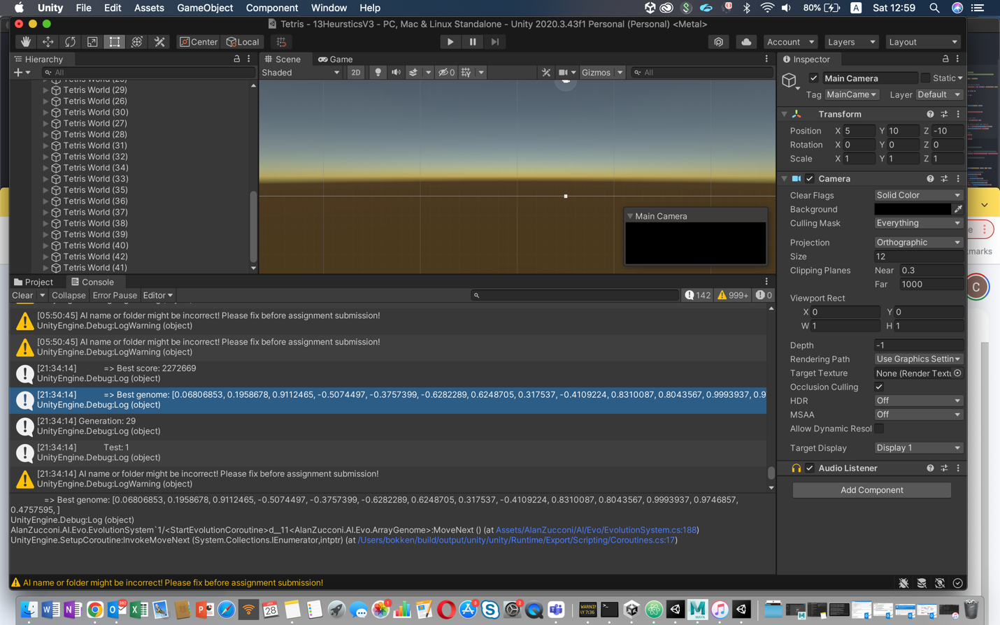 Unity File Edit Assets GameObject Component Window Help
80% A Sat 12:59
Tetris - 13HeursticsV3 - PC, Mac & Linux Standalone - Unity 2020.3.43f1 Personal (Personal) <Metal>
Center Local
Account Layers Layout
Hierarchy
All
Tetris World (29)
Tetris World (26)
Tetris World (30)
Tetris World (27)
Tetris World (28)
Tetris World (31)
Tetris World (32)
Tetris World (34)
Tetris World (33)
Tetris World (35)
Tetris World (36)
Tetris World (37)
Tetris World (38)
Tetris World (39)
Tetris World (40)
Tetris World (42)
Tetris World (41)
Scene Game
Shaded 2D 0 Gizmos All
Main Camera
Inspector
Main Camera Static
Tag MainCame Layer Default
Transform
Position X 5 Y 10 Z -10
Rotation X 0 Y 0 Z 0
Scale X 1 Y 1 Z 1
Camera
Clear Flags Solid Color
Background
Culling Mask Everything
Projection Orthographic
Size 12
Clipping Planes Near 0.3
Far 1000
Viewport Rect
X 0 Y 0
W 1 H 1
Depth -1
Rendering Path Use Graphics Settin
Target Texture None (Render Textu
Occlusion Culling
HDR Off
MSAA Off
Allow Dynamic Resol
Target Display Display 1
Audio Listener
Add Component
Project Console
Clear Collapse Error Pause Editor 142 999+ 0
[05:50:45] AI name or folder might be incorrect! Please fix before assignment submission!
UnityEngine.Debug:LogWarning (object)
[05:50:45] AI name or folder might be incorrect! Please fix before assignment submission!
UnityEngine.Debug:LogWarning (object)
[21:34:14] => Best score: 2272669
UnityEngine.Debug:Log (object)
[21:34:14] => Best genome: [0.06806853, 0.1958678, 0.9112465, -0.5074497, -0.3757399, -0.6282289, 0.6248705, 0.317537, -0.4109224, 0.8310087, 0.8043567, 0.9993937, 0.9
UnityEngine.Debug:Log (object)
[21:34:14] Generation: 29
UnityEngine.Debug:Log (object)
[21:34:14] Test: 1
UnityEngine.Debug:Log (object)
[21:34:14] AI name or folder might be incorrect! Please fix before assignment submission!
UnityEngine.Debug:LogWarning (object)
=> Best genome: [0.06806853, 0.1958678, 0.9112465, -0.5074497, -0.3757399, -0.6282289, 0.6248705, 0.317537, -0.4109224, 0.8310087, 0.8043567, 0.9993937, 0.9746857,
0.4757595, ]
UnityEngine.Debug:Log (object)
AlanZucconi.AI.Evo.EvolutionSystem`1/<StartEvolutionCoroutine>d__11<AlanZucconi.AI.Evo.ArrayGenome>:MoveNext () (at Assets/AlanZucconi/AI/Evo/EvolutionSystem.cs:188)
UnityEngine.SetupCoroutine:InvokeMoveNext (System.Collections.IEnumerator,intptr) (at /Users/bokken/build/output/unity/unity/Runtime/Export/Scripting/Coroutines.cs:17)
AI name or folder might be incorrect! Please fix before assignment submission!
marks
C
382
JAN 28
1
3
2
MAYA